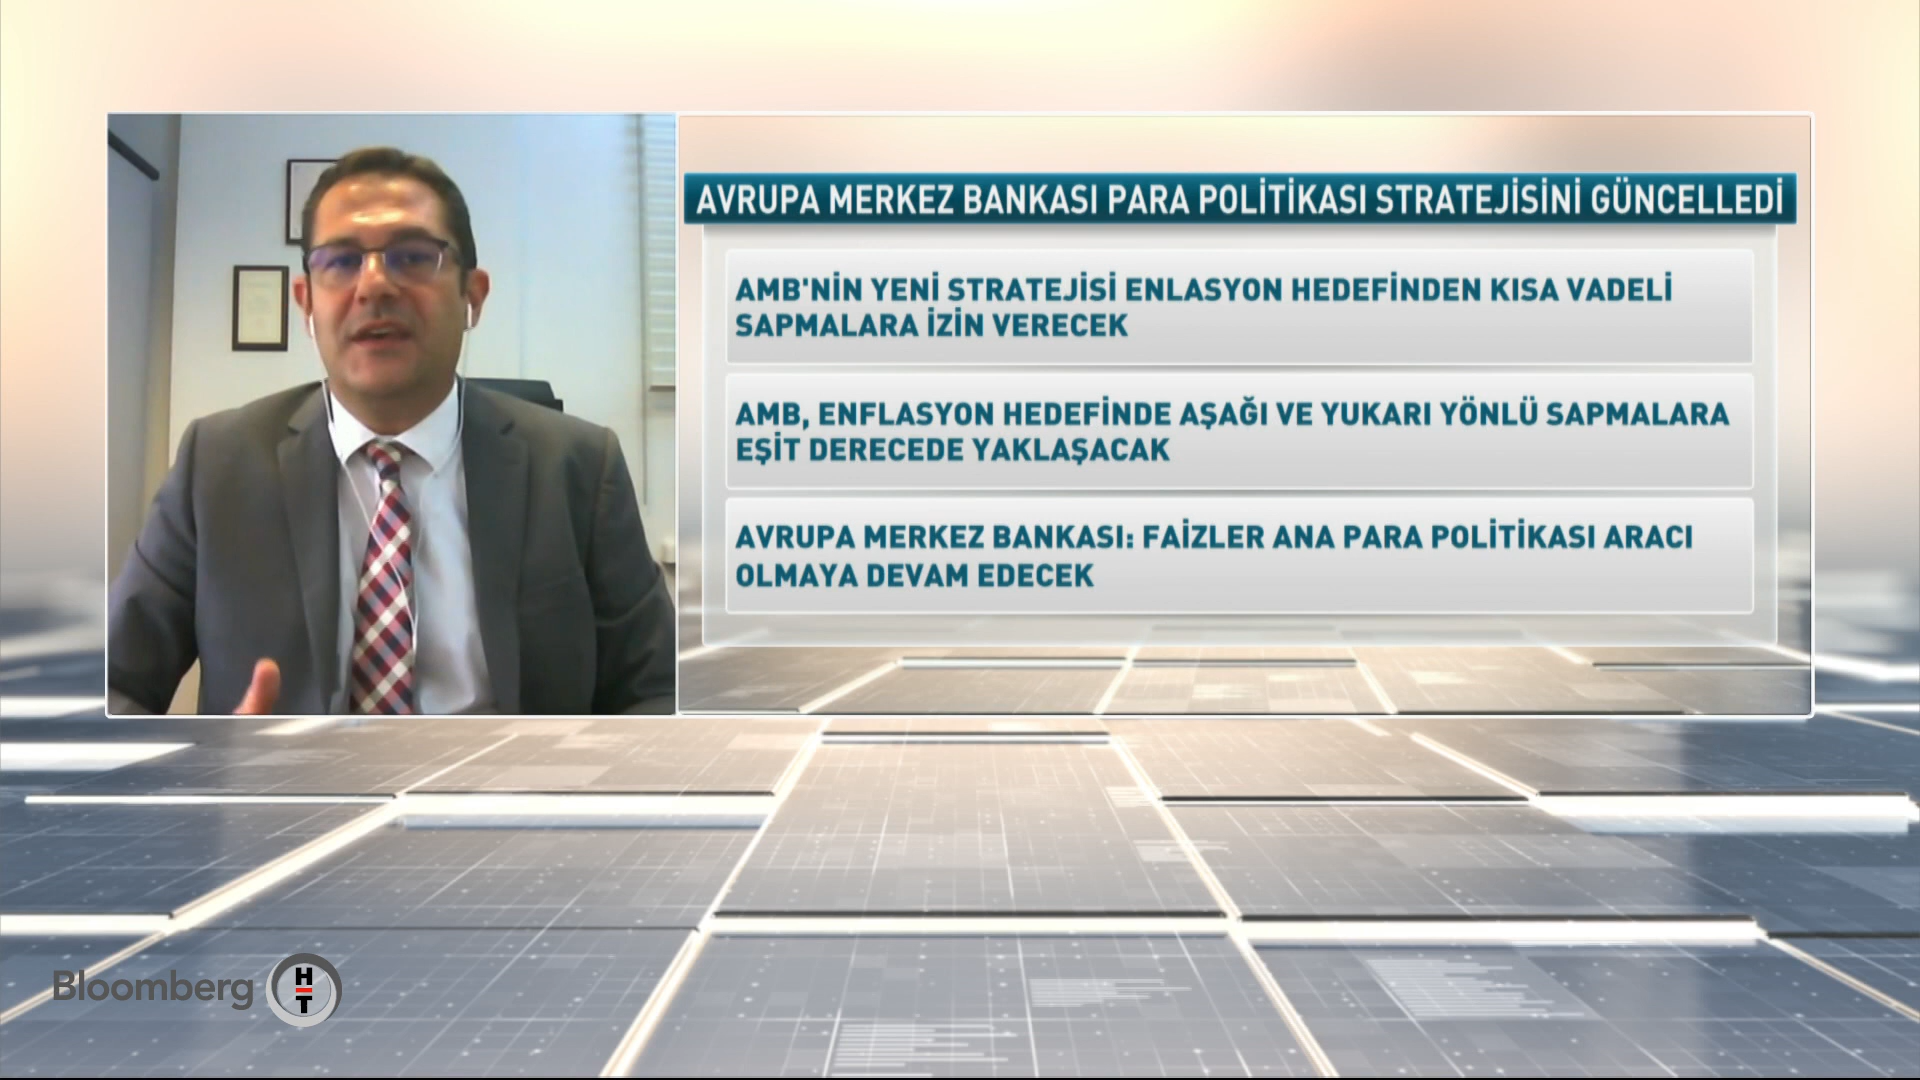 AVRUPA MERKEZ BANKASI PARA POLİTİKASI STRATEJİSİNİ GÜNCELLEDİ
AMB'NİN YENİ STRATEJİSİ ENLASYON HEDEFİNDEN KISA VADELİ
SAPMALARA İZİN VERECEK
AMB, ENFLASYON HEDEFİNDE AŞAĞI VE YUKARI YÖNLÜ SAPMALARA
EŞİT DERECEDE YAKLAŞACAK
AVRUPA MERKEZ BANKASI: FAİZLER ANA PARA POLİTİKASI ARACI
OLMAYA DEVAM EDECEK
Bloomberg HT